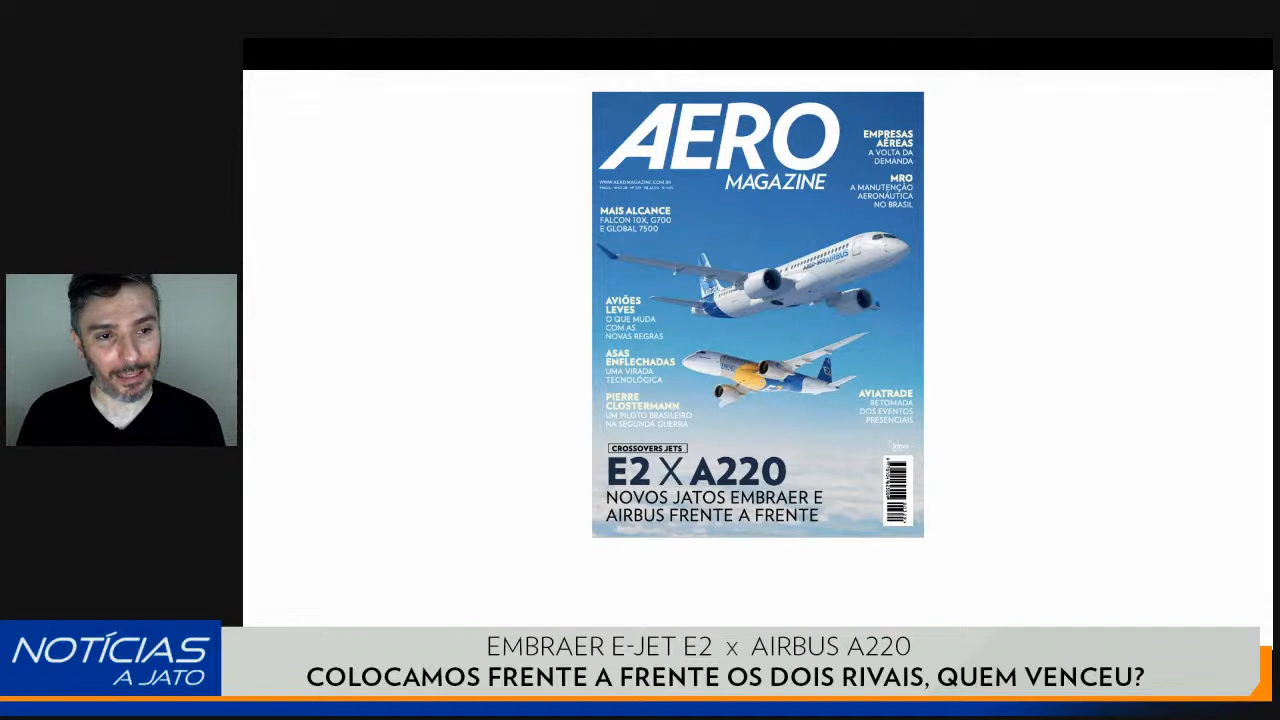 AERO
MAGAZINE
WWW.AEROMAGAZINE.COM.BR
EMPRESAS
AÉREAS
A VOLTA DA
DEMANDA
MRO
A MANUTENÇÃO
AERONÁUTICA
NO BRASIL
MAIS ALCANCE
FALCON 10X, G700
E GLOBAL 7500
AIRBUS
AVIÕES
LEVES
O QUE MUDA
COM AS
NOVAS REGRAS
ASAS
ENFLECHADAS
UMA VIRADA
TECNOLÓGICA
PIERRE
CLOSTERMANN
UM PILOTO BRASILEIRO
NA SEGUNDA GUERRA
AVIATRADE
RETOMADA
DOS EVENTOS
PRESENCIAIS
CROSSOVERS JETS
E2 X A220
NOVOS JATOS EMBRAER E
AIRBUS FRENTE A FRENTE
NOTÍCIAS
A JATO
EMBRAER E-JET E2 x AIRBUS A220
COLOCAMOS FRENTE A FRENTE OS DOIS RIVAIS, QUEM VENCEU?